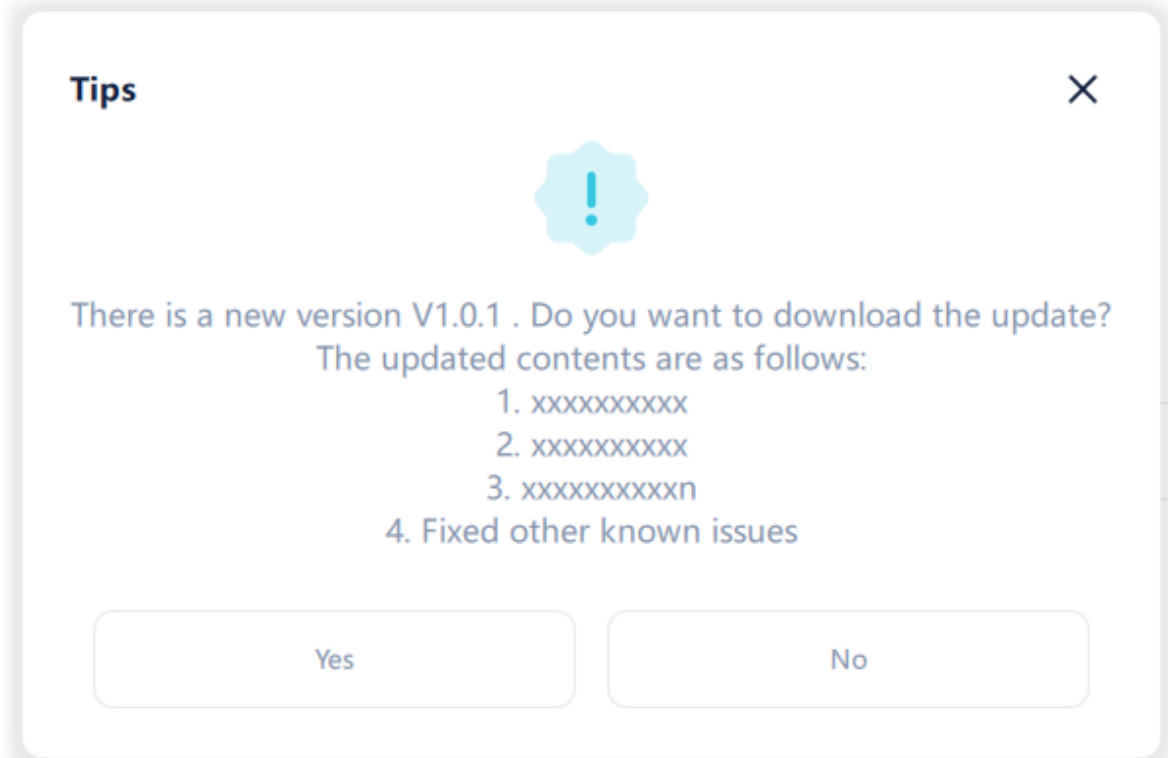 Tips
There is a new version V1.0.1 . Do you want to download the update?
The updated contents are as follows:
1. xxxxxxxxxx
2. xxxxxxxxxx
3. xxxxxxxxxxn
4. Fixed other known issues
Yes
No